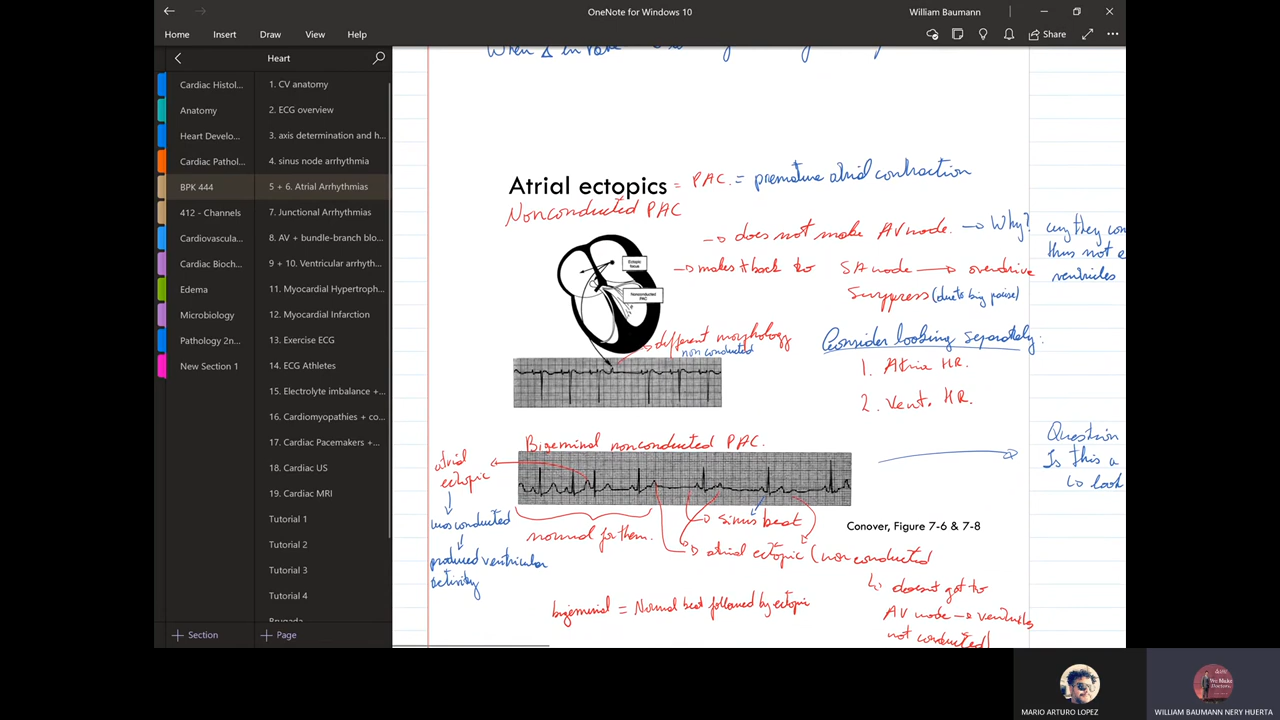 OneNote for Windows 10
William Baumann
Home Insert Draw View Help
Share
Heart
Cardiac Histol...
Anatomy
Heart Develo...
Cardiac Pathol...
BPK 444
412 - Channels
Cardiovascula...
Cardiac Bioch...
Edema
Microbiology
Pathology 2n...
New Section 1
Section
1. CV anatomy
2. ECG overview
3. axis determination and h...
4. sinus node arrhythmia
5 + 6. Atrial Arrhythmias
7. Junctional Arrhythmias
8. AV + bundle-branch blo...
9 + 10. Ventricular arryth...
11. Myocardial Hypertroph...
12. Myocardial Infarction
13. Exercise ECG
14. ECG Athletes
15. Electrolyte imbalance +...
16. Cardiomyopathies + co...
17. Cardiac Pacemakers +...
18. Cardiac US
19. Cardiac MRI
Tutorial 1
Tutorial 2
Tutorial 3
Tutorial 4
Page
Atrial ectopics = PAC. = premature atrial contraction
Nonconducted PAC
→ does not make AV node. → Why?
→ makes it back to SA node → overdrive
thus not
ventricles
Suppress (due to big pause)
Ectopic focus
Nonconducted PAC
→ different morphology
non conducted
Consider looking separately:
1. Atria HR.
2. Vent. HR.
Bigeminal nonconducted PAC.
Question
Is this a
↳ look
atrial
ectopic
was conducted
produced ventricular
activity
normal for them.
→ sinus beat
→ atrial ectopic (non conducted
Conover, Figure 7-6 & 7-8
↳ doesn't get to
AV node → ventricles
not conducted)
bigeminal = Normal beat followed by ectopic
MARIO ARTURO LOPEZ
WILLIAM BAUMANN NERY HUERTA